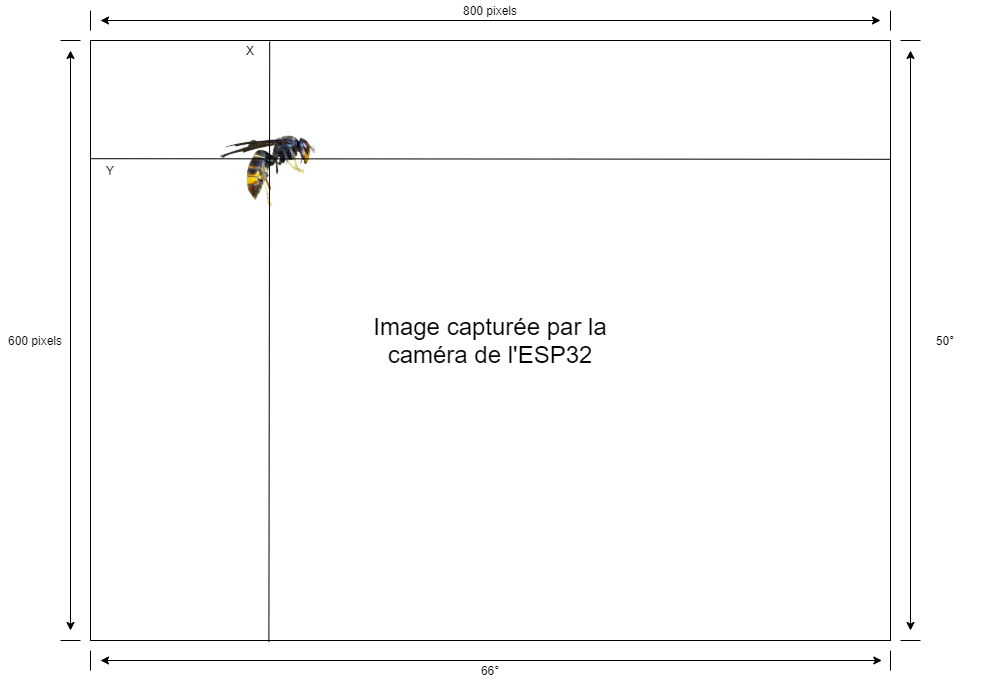 800 pixels
X
Y
Image capturée par la
caméra de l'ESP32
600 pixels
50°
66°